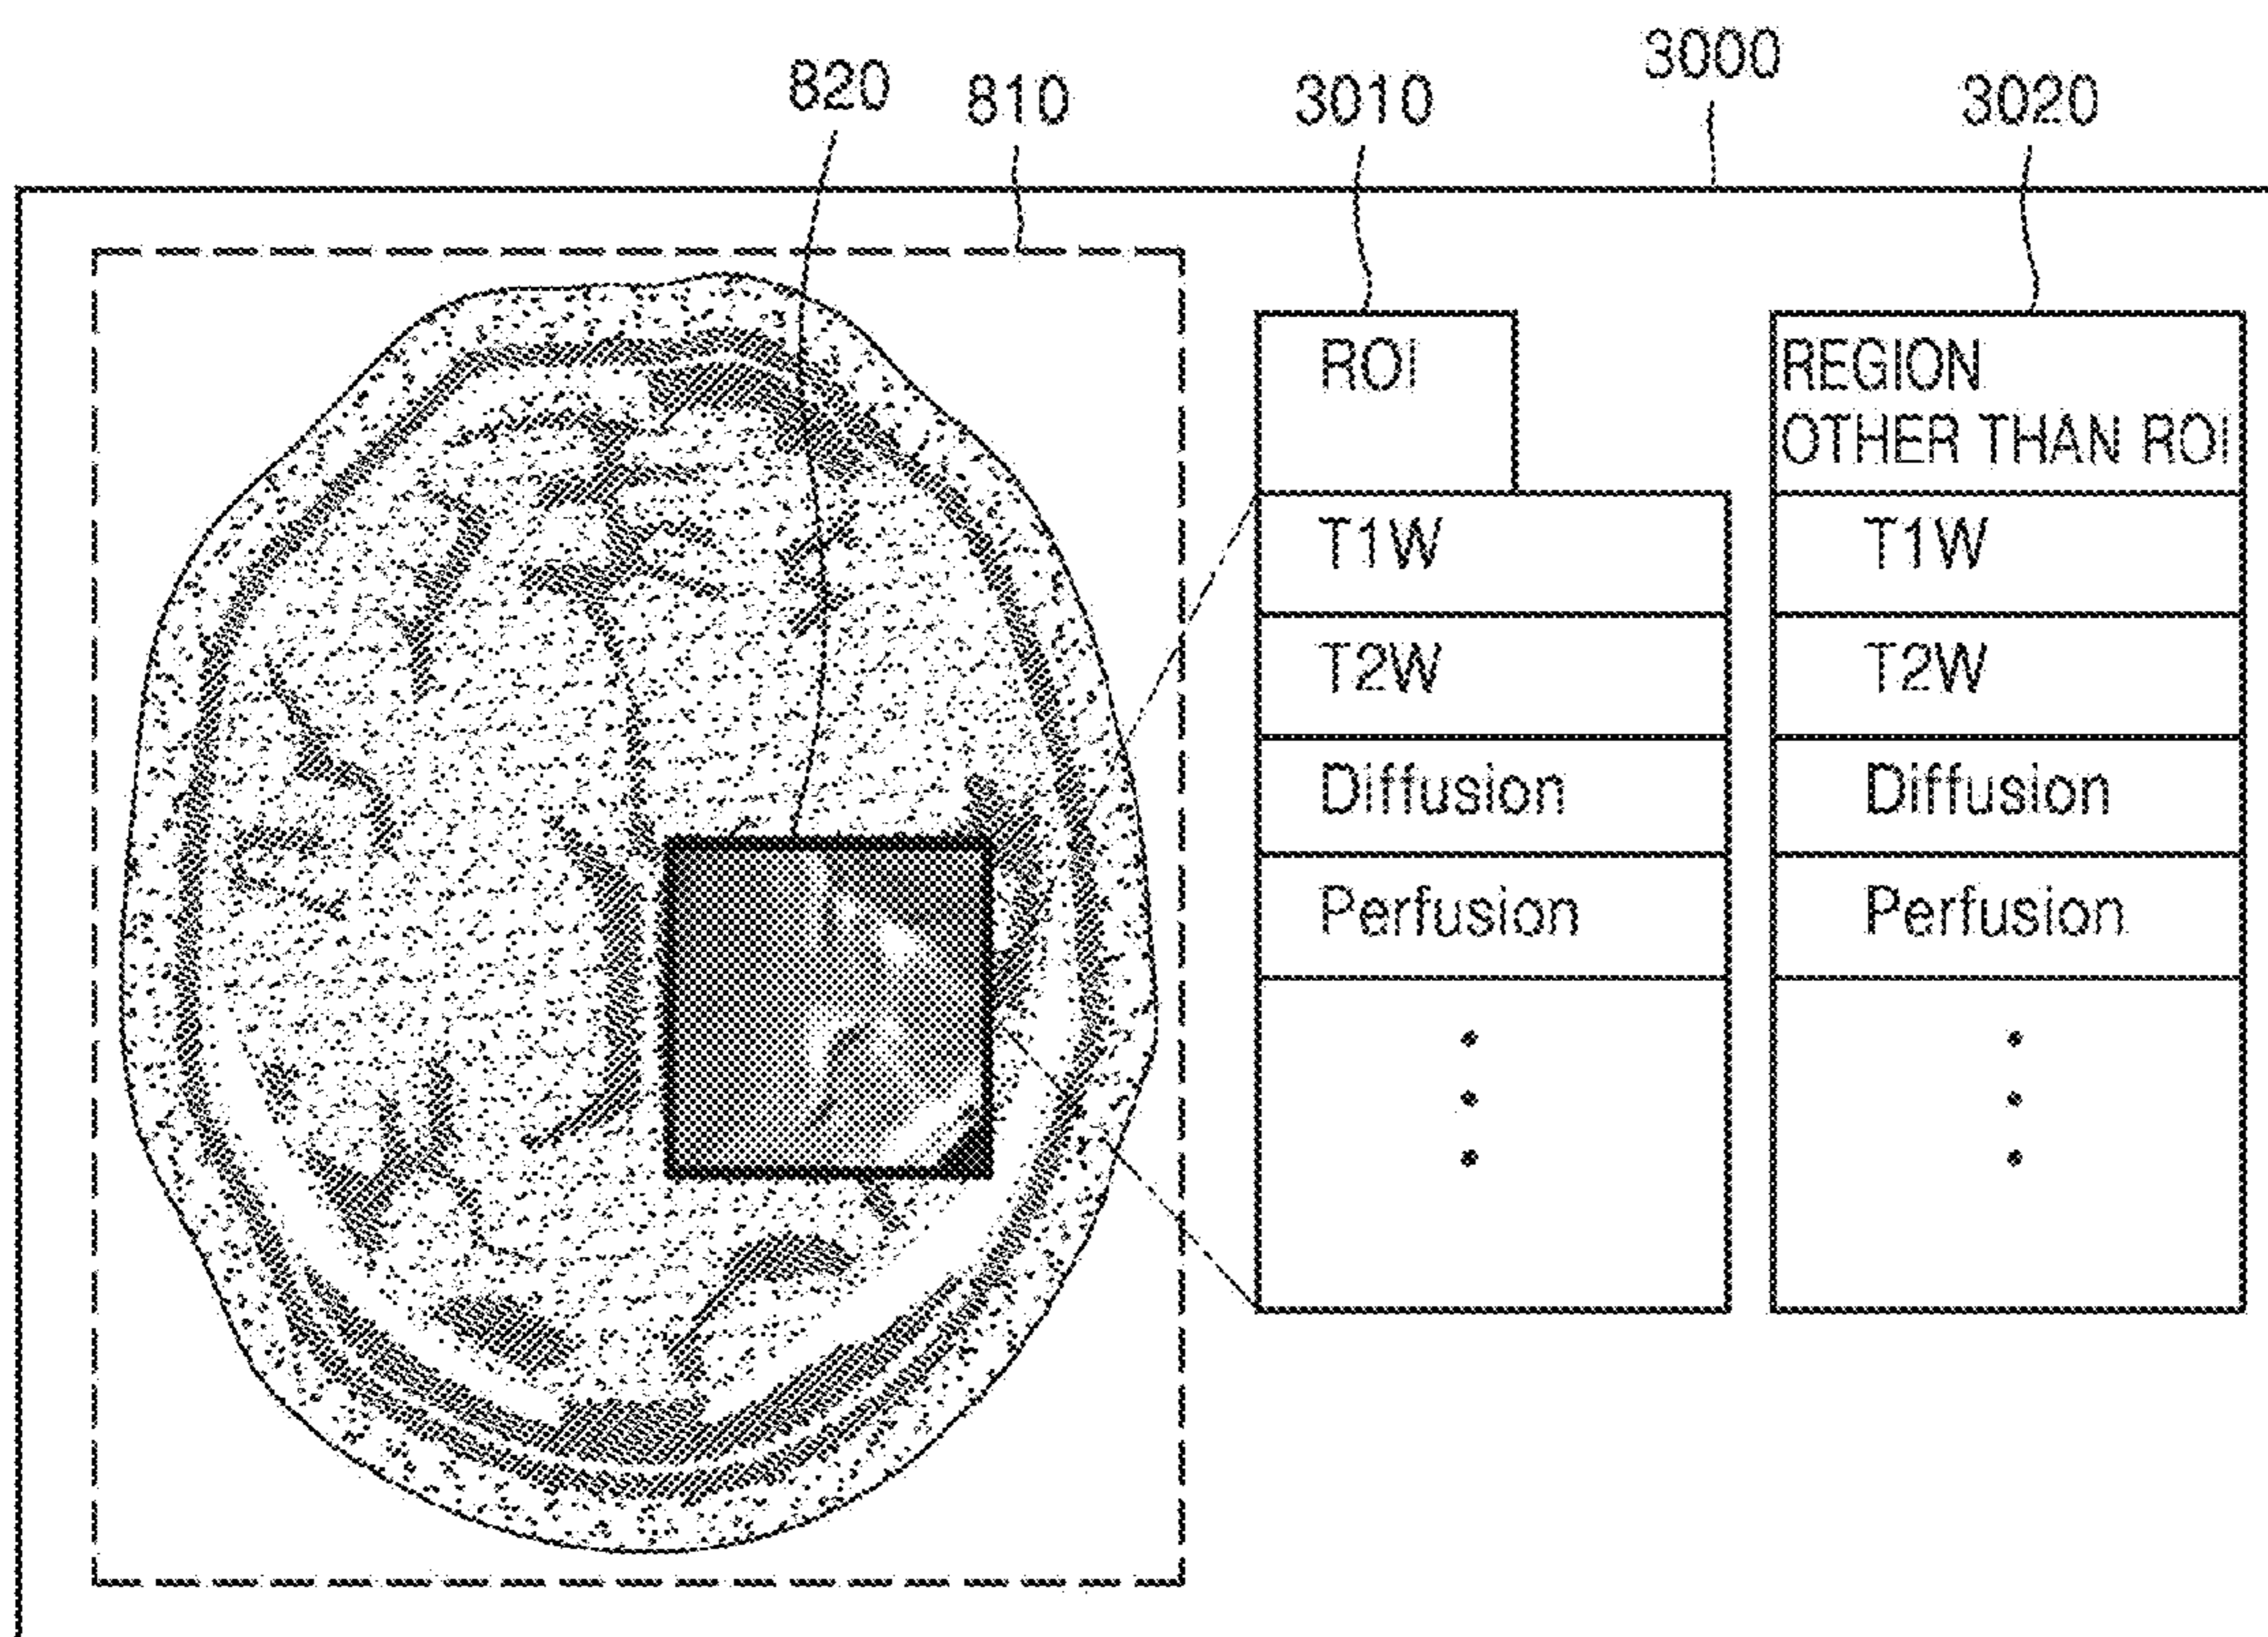 820
810
3010
3000
3020
ROI
T1W
T2W
Diffusion
Perfusion
REGION
OTHER THAN ROI
T1W
T2W
Diffusion
Perfusion